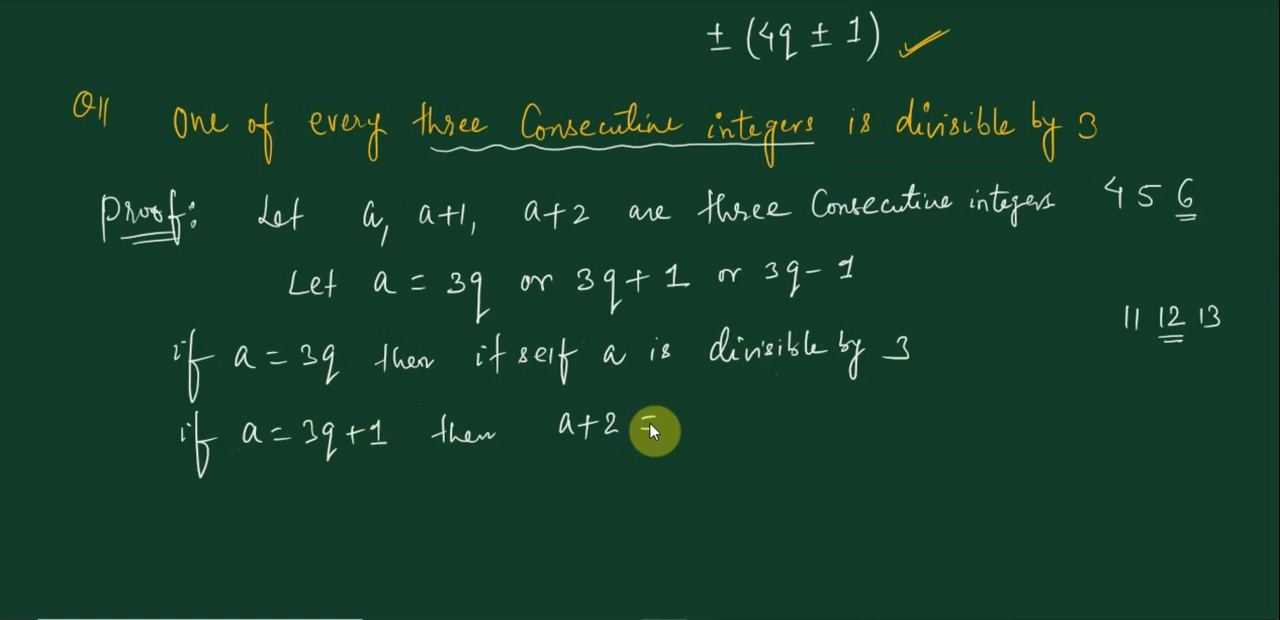 ± (4q ± 1) ✓
Q11 One of every three Consecutive integers is divisible by 3
Proof: Let a, a+1, a+2 are three Consecutive integers 4 5 6
Let a = 3q or 3q+1 or 3q-1
11 12 13
if a = 3q then itself a is divisible by 3
if a = 3q+1 then a+2 =